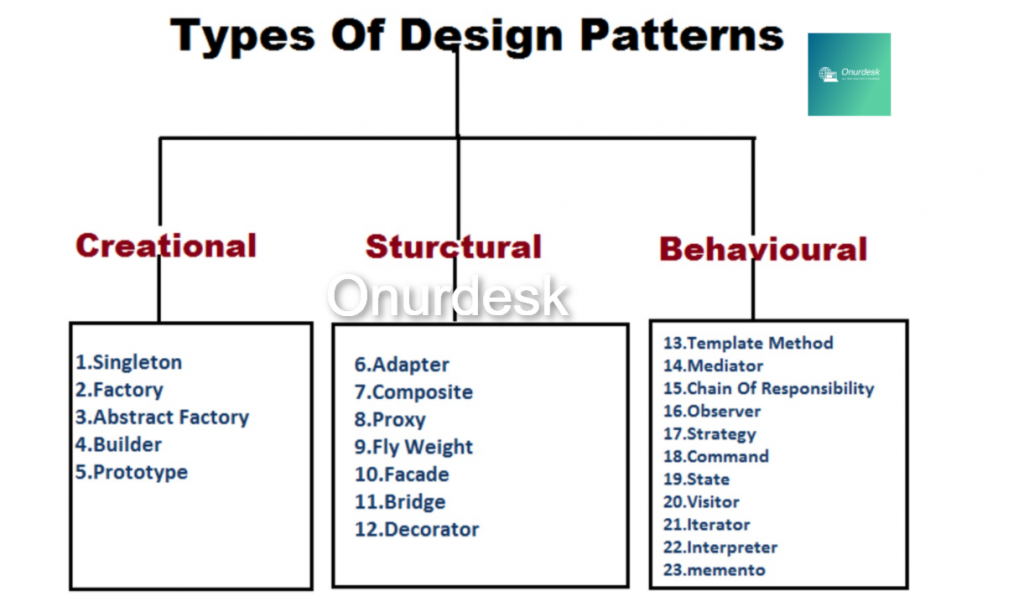 Types Of Design Patterns
Onurdesk
Creational
Sturctural
Behavioural
Onurdesk
1.Singleton
2.Factory
3.Abstract Factory
4.Builder
5.Prototype
6.Adapter
7.Composite
8.Proxy
9.Fly Weight
10.Facade
11.Bridge
12.Decorator
13.Template Method
14.Mediator
15.Chain Of Responsibility
16.Observer
17.Strategy
18.Command
19.State
20.Visitor
21.Iterator
22.Interpreter
23.memento